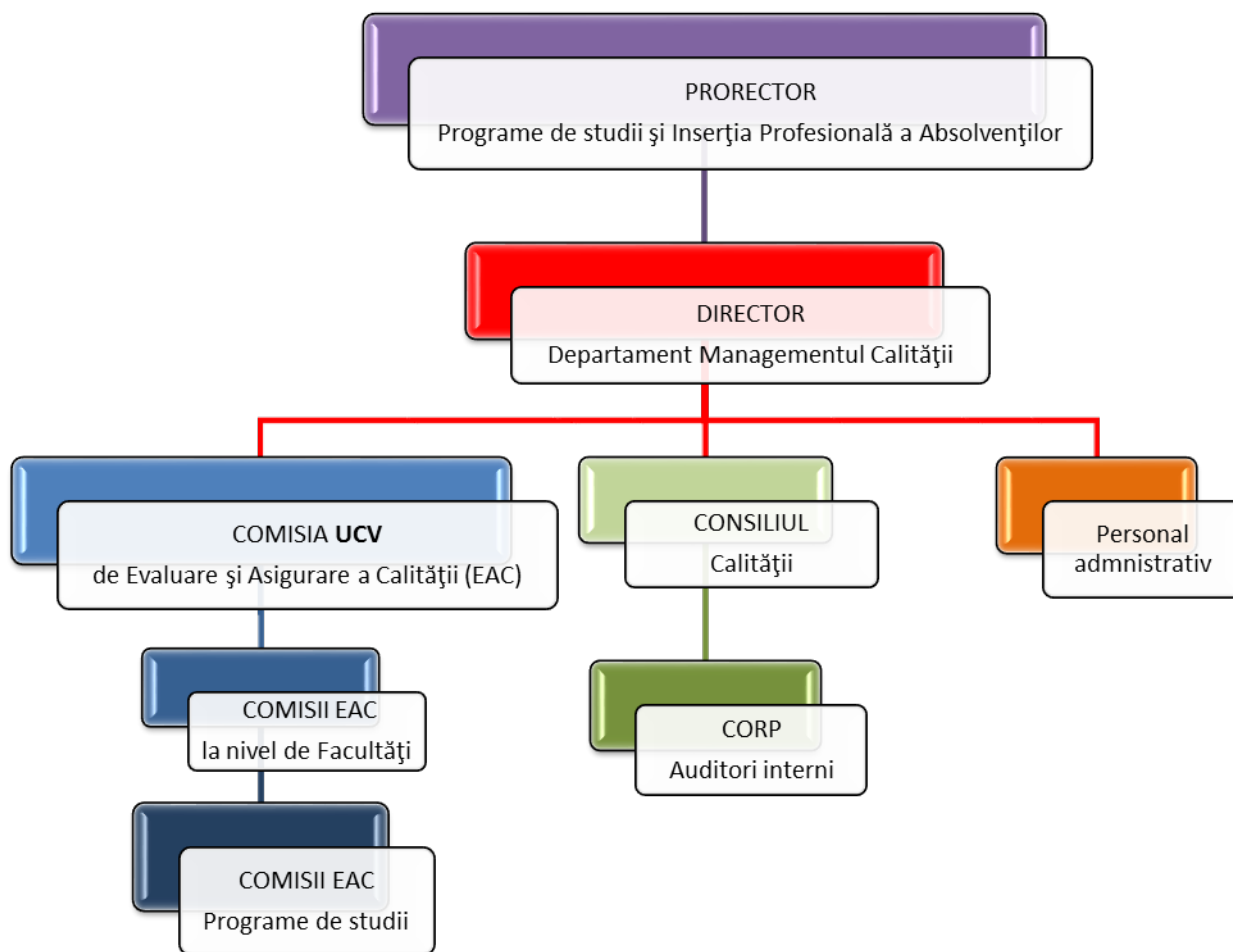 PRORECTOR
Programe de studii şi Inserţia Profesională a Absolvenţilor
DIRECTOR
Departament Managementul Calităţii
COMISIA UCV
de Evaluare şi Asigurare a Calităţii (EAC)
CONSILIUL
Calităţii
Personal
admnistrativ
COMISII EAC
la nivel de Facultăţi
CORP
Auditori interni
COMISII EAC
Programe de studii